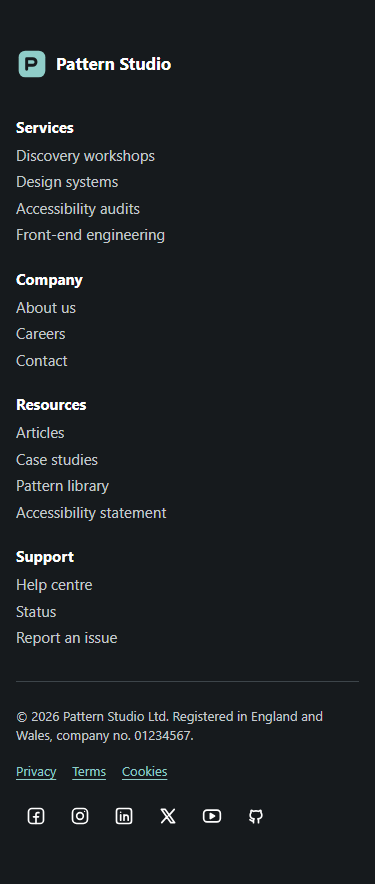 Pattern Studio
Services
Discovery workshops
Design systems
Accessibility audits
Front-end engineering
Company
About us
Careers
Contact
Resources
Articles
Case studies
Pattern library
Accessibility statement
Support
Help centre
Status
Report an issue
© 2026 Pattern Studio Ltd. Registered in England and
Wales, company no. 01234567.
Privacy Terms Cookies